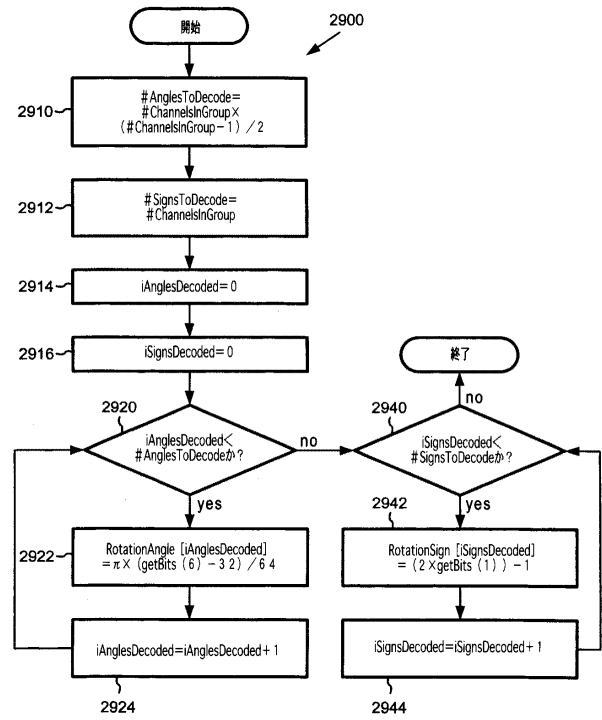 開始
2900
2910
#AnglesToDecode=
#ChannelsInGroup×
(#ChannelsInGroup-1)/2
2912
#SignsToDecode=
#ChannelsInGroup
2914
iAnglesDecoded=0
2916
iSignsDecoded=0
終了
2920
iAnglesDecoded<
#AnglesToDecodeか?
no
yes
2940
iSignsDecoded<
#SignsToDecodeか?
no
yes
2922
RotationAngle [iAnglesDecoded]
=π×(getBits(6)-32)/64
2942
RotationSign [iSignsDecoded]
=(2×getBits(1))-1
iAnglesDecoded=iAnglesDecoded+1
2924
iSignsDecoded=iSignsDecoded+1
2944